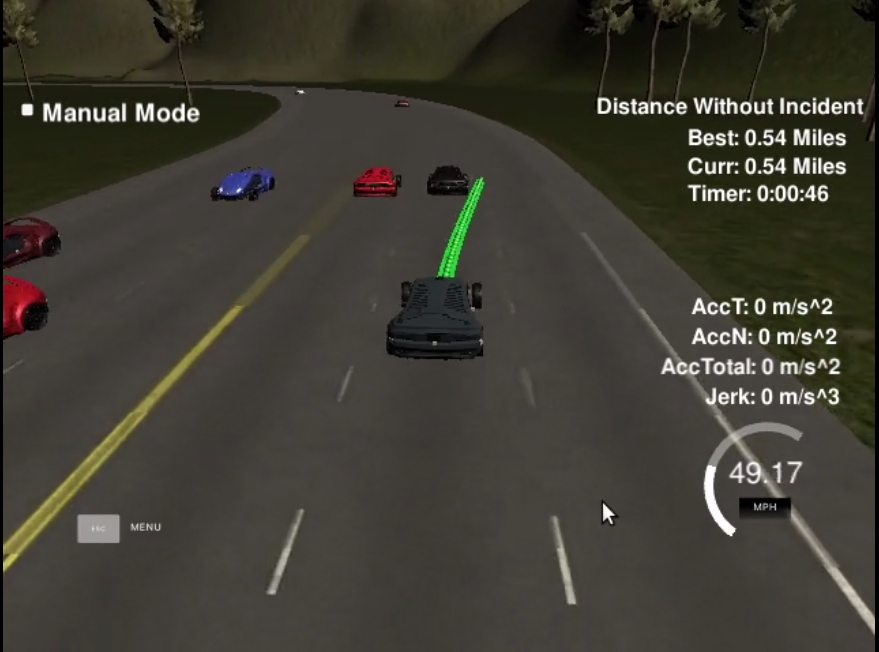 Manual Mode
Distance Without Incident
Best: 0.54 Miles
Curr: 0.54 Miles
Timer: 0:00:46
AccT: 0 m/s^2
AccN: 0 m/s^2
AccTotal: 0 m/s^2
Jerk: 0 m/s^3
49.17
MPH
ESC MENU